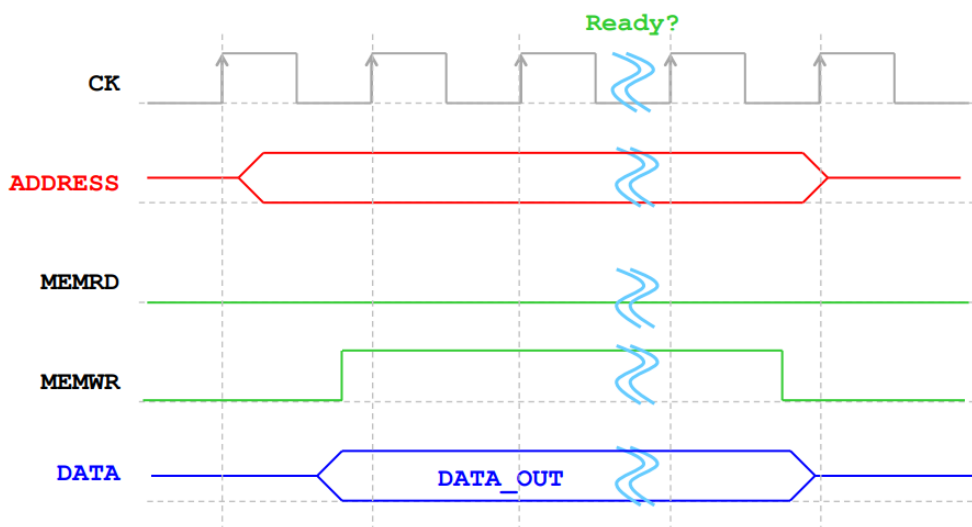 Ready?
CK
ADDRESS
MEMRD
MEMWR
DATA
DATA_OUT